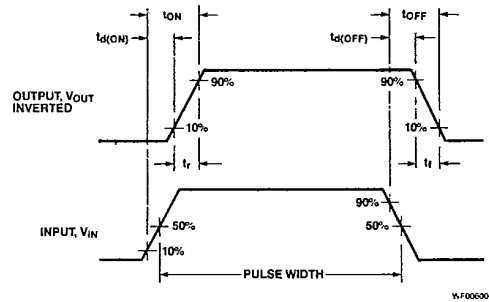 tON
tOFF
td(ON)
td(OFF)
OUTPUT, VOUT
INVERTED
90%
90%
10%
10%
tr
tf
INPUT, VIN
90%
50%
50%
10%
PULSE WIDTH
WF00600